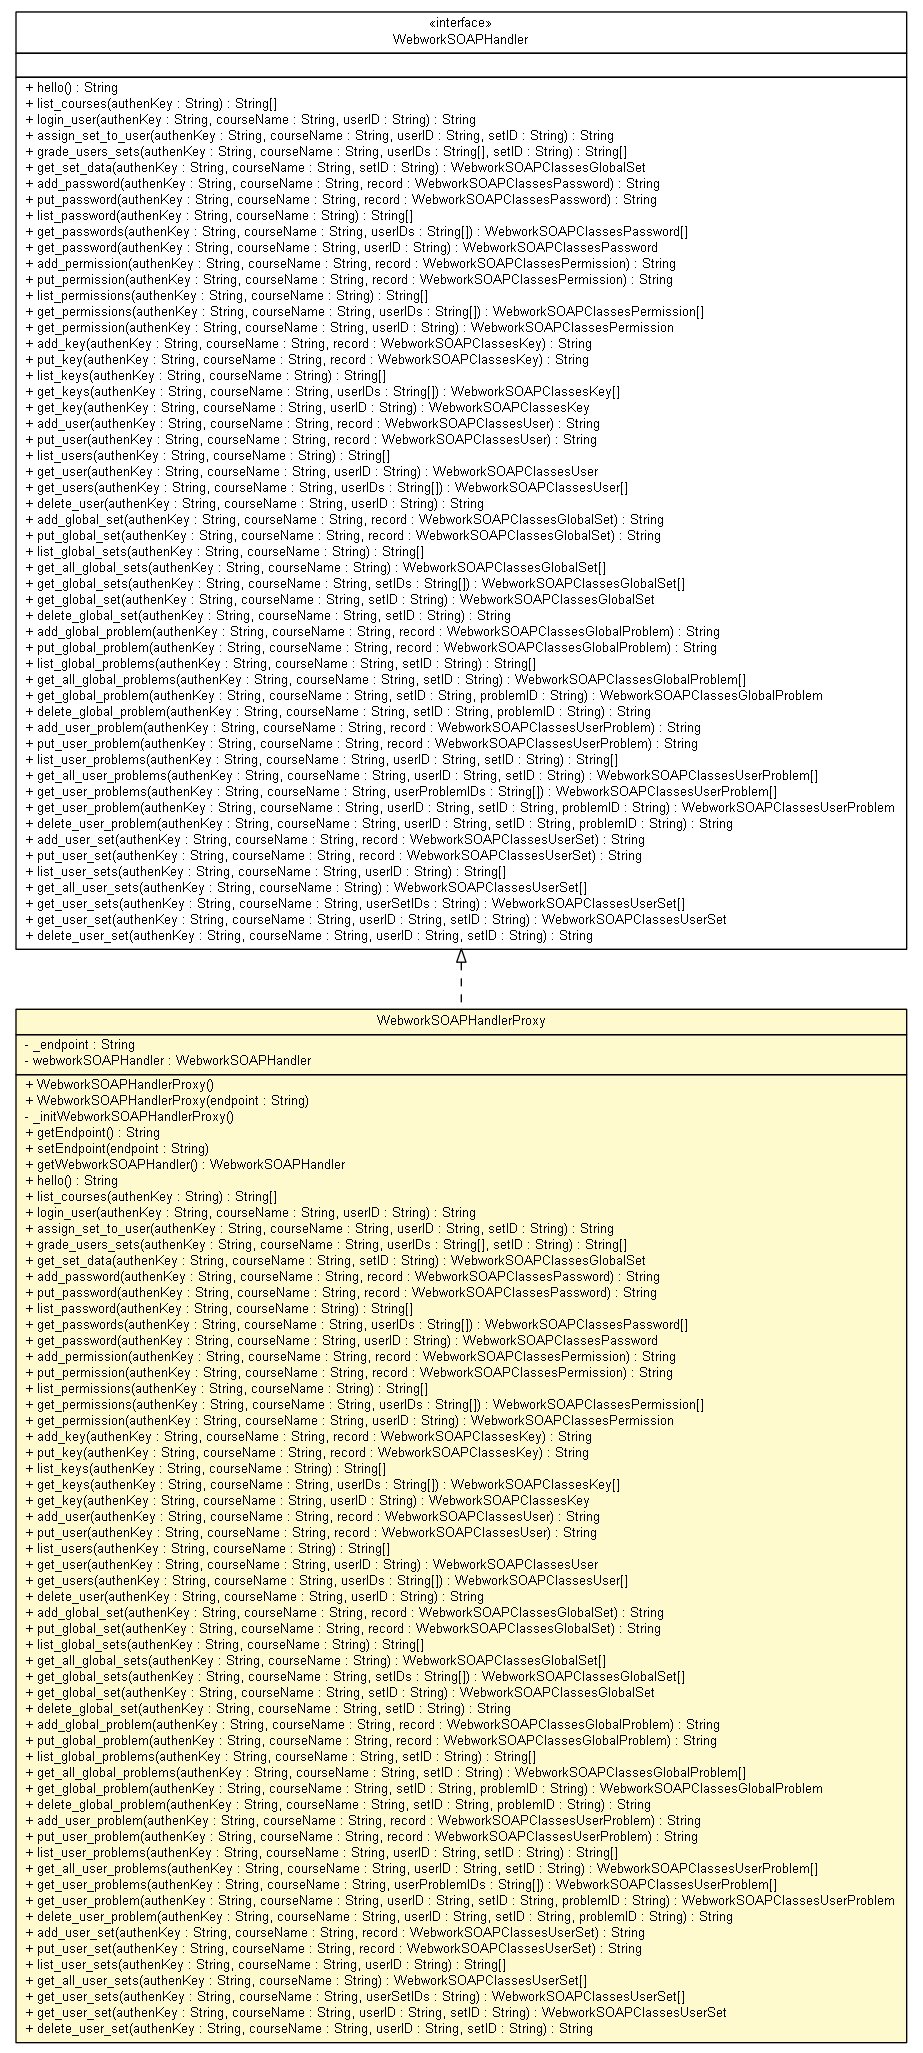 «interface»
WebworkSOAPHandler
+ hello() : String
+ list_courses(authenKey : String) : String[]
+ login_user(authenKey : String, courseName : String, userID : String) : String
+ assign_set_to_user(authenKey : String, courseName : String, userID : String, setID : String) : String
+ grade_users_sets(authenKey : String, courseName : String, userIDs : String[], setID : String) : String[]
+ get_set_data(authenKey : String, courseName : String, setID : String) : WebworkSOAPClassesGlobalSet
+ add_password(authenKey : String, courseName : String, record : WebworkSOAPClassesPassword) : String
+ put_password(authenKey : String, courseName : String, record : WebworkSOAPClassesPassword) : String
+ list_password(authenKey : String, courseName : String) : String[]
+ get_passwords(authenKey : String, courseName : String, userIDs : String[]) : WebworkSOAPClassesPassword[]
+ get_password(authenKey : String, courseName : String, userID : String) : WebworkSOAPClassesPassword
+ add_permission(authenKey : String, courseName : String, record : WebworkSOAPClassesPermission) : String
+ put_permission(authenKey : String, courseName : String, record : WebworkSOAPClassesPermission) : String
+ list_permissions(authenKey : String, courseName : String) : String[]
+ get_permissions(authenKey : String, courseName : String, userIDs : String[]) : WebworkSOAPClassesPermission[]
+ get_permission(authenKey : String, courseName : String, userID : String) : WebworkSOAPClassesPermission
+ add_key(authenKey : String, courseName : String, record : WebworkSOAPClassesKey) : String
+ put_key(authenKey : String, courseName : String, record : WebworkSOAPClassesKey) : String
+ list_keys(authenKey : String, courseName : String) : String[]
+ get_keys(authenKey : String, courseName : String, userIDs : String[]) : WebworkSOAPClassesKey[]
+ get_key(authenKey : String, courseName : String, userID : String) : WebworkSOAPClassesKey
+ add_user(authenKey : String, courseName : String, record : WebworkSOAPClassesUser) : String
+ put_user(authenKey : String, courseName : String, record : WebworkSOAPClassesUser) : String
+ list_users(authenKey : String, courseName : String) : String[]
+ get_user(authenKey : String, courseName : String, userID : String) : WebworkSOAPClassesUser
+ get_users(authenKey : String, courseName : String, userIDs : String[]) : WebworkSOAPClassesUser[]
+ delete_user(authenKey : String, courseName : String, userID : String) : String
+ add_global_set(authenKey : String, courseName : String, record : WebworkSOAPClassesGlobalSet) : String
+ put_global_set(authenKey : String, courseName : String, record : WebworkSOAPClassesGlobalSet) : String
+ list_global_sets(authenKey : String, courseName : String) : String[]
+ get_all_global_sets(authenKey : String, courseName : String) : WebworkSOAPClassesGlobalSet[]
+ get_global_sets(authenKey : String, courseName : String, setIDs : String[]) : WebworkSOAPClassesGlobalSet[]
+ get_global_set(authenKey : String, courseName : String, setID : String) : WebworkSOAPClassesGlobalSet
+ delete_global_set(authenKey : String, courseName : String, setID : String) : String
+ add_global_problem(authenKey : String, courseName : String, record : WebworkSOAPClassesGlobalProblem) : String
+ put_global_problem(authenKey : String, courseName : String, record : WebworkSOAPClassesGlobalProblem) : String
+ list_global_problems(authenKey : String, courseName : String, setID : String) : String[]
+ get_all_global_problems(authenKey : String, courseName : String, setID : String) : WebworkSOAPClassesGlobalProblem[]
+ get_global_problem(authenKey : String, courseName : String, setID : String, problemID : String) : WebworkSOAPClassesGlobalProblem
+ delete_global_problem(authenKey : String, courseName : String, setID : String, problemID : String) : String
+ add_user_problem(authenKey : String, courseName : String, record : WebworkSOAPClassesUserProblem) : String
+ put_user_problem(authenKey : String, courseName : String, record : WebworkSOAPClassesUserProblem) : String
+ list_user_problems(authenKey : String, courseName : String, userID : String, setID : String) : String[]
+ get_all_user_problems(authenKey : String, courseName : String, userID : String, setID : String) : WebworkSOAPClassesUserProblem[]
+ get_user_problems(authenKey : String, courseName : String, userProblemIDs : String[]) : WebworkSOAPClassesUserProblem[]
+ get_user_problem(authenKey : String, courseName : String, userID : String, setID : String, problemID : String) : WebworkSOAPClassesUserProblem
+ delete_user_problem(authenKey : String, courseName : String, userID : String, setID : String, problemID : String) : String
+ add_user_set(authenKey : String, courseName : String, record : WebworkSOAPClassesUserSet) : String
+ put_user_set(authenKey : String, courseName : String, record : WebworkSOAPClassesUserSet) : String
+ list_user_sets(authenKey : String, courseName : String, userID : String) : String[]
+ get_all_user_sets(authenKey : String, courseName : String) : WebworkSOAPClassesUserSet[]
+ get_user_sets(authenKey : String, courseName : String, userSetIDs : String) : WebworkSOAPClassesUserSet[]
+ get_user_set(authenKey : String, courseName : String, userID : String, setID : String) : WebworkSOAPClassesUserSet
+ delete_user_set(authenKey : String, courseName : String, userID : String, setID : String) : String
WebworkSOAPHandlerProxy
- _endpoint : String
- webworkSOAPHandler : WebworkSOAPHandler
+ WebworkSOAPHandlerProxy()
+ WebworkSOAPHandlerProxy(endpoint : String)
- _initWebworkSOAPHandlerProxy()
+ getEndpoint() : String
+ setEndpoint(endpoint : String)
+ getWebworkSOAPHandler() : WebworkSOAPHandler
+ hello() : String
+ list_courses(authenKey : String) : String[]
+ login_user(authenKey : String, courseName : String, userID : String) : String
+ assign_set_to_user(authenKey : String, courseName : String, userID : String, setID : String) : String
+ grade_users_sets(authenKey : String, courseName : String, userIDs : String[], setID : String) : String[]
+ get_set_data(authenKey : String, courseName : String, setID : String) : WebworkSOAPClassesGlobalSet
+ add_password(authenKey : String, courseName : String, record : WebworkSOAPClassesPassword) : String
+ put_password(authenKey : String, courseName : String, record : WebworkSOAPClassesPassword) : String
+ list_password(authenKey : String, courseName : String) : String[]
+ get_passwords(authenKey : String, courseName : String, userIDs : String[]) : WebworkSOAPClassesPassword[]
+ get_password(authenKey : String, courseName : String, userID : String) : WebworkSOAPClassesPassword
+ add_permission(authenKey : String, courseName : String, record : WebworkSOAPClassesPermission) : String
+ put_permission(authenKey : String, courseName : String, record : WebworkSOAPClassesPermission) : String
+ list_permissions(authenKey : String, courseName : String) : String[]
+ get_permissions(authenKey : String, courseName : String, userIDs : String[]) : WebworkSOAPClassesPermission[]
+ get_permission(authenKey : String, courseName : String, userID : String) : WebworkSOAPClassesPermission
+ add_key(authenKey : String, courseName : String, record : WebworkSOAPClassesKey) : String
+ put_key(authenKey : String, courseName : String, record : WebworkSOAPClassesKey) : String
+ list_keys(authenKey : String, courseName : String) : String[]
+ get_keys(authenKey : String, courseName : String, userIDs : String[]) : WebworkSOAPClassesKey[]
+ get_key(authenKey : String, courseName : String, userID : String) : WebworkSOAPClassesKey
+ add_user(authenKey : String, courseName : String, record : WebworkSOAPClassesUser) : String
+ put_user(authenKey : String, courseName : String, record : WebworkSOAPClassesUser) : String
+ list_users(authenKey : String, courseName : String) : String[]
+ get_user(authenKey : String, courseName : String, userID : String) : WebworkSOAPClassesUser
+ get_users(authenKey : String, courseName : String, userIDs : String[]) : WebworkSOAPClassesUser[]
+ delete_user(authenKey : String, courseName : String, userID : String) : String
+ add_global_set(authenKey : String, courseName : String, record : WebworkSOAPClassesGlobalSet) : String
+ put_global_set(authenKey : String, courseName : String, record : WebworkSOAPClassesGlobalSet) : String
+ list_global_sets(authenKey : String, courseName : String) : String[]
+ get_all_global_sets(authenKey : String, courseName : String) : WebworkSOAPClassesGlobalSet[]
+ get_global_sets(authenKey : String, courseName : String, setIDs : String[]) : WebworkSOAPClassesGlobalSet[]
+ get_global_set(authenKey : String, courseName : String, setID : String) : WebworkSOAPClassesGlobalSet
+ delete_global_set(authenKey : String, courseName : String, setID : String) : String
+ add_global_problem(authenKey : String, courseName : String, record : WebworkSOAPClassesGlobalProblem) : String
+ put_global_problem(authenKey : String, courseName : String, record : WebworkSOAPClassesGlobalProblem) : String
+ list_global_problems(authenKey : String, courseName : String, setID : String) : String[]
+ get_all_global_problems(authenKey : String, courseName : String, setID : String) : WebworkSOAPClassesGlobalProblem[]
+ get_global_problem(authenKey : String, courseName : String, setID : String, problemID : String) : WebworkSOAPClassesGlobalProblem
+ delete_global_problem(authenKey : String, courseName : String, setID : String, problemID : String) : String
+ add_user_problem(authenKey : String, courseName : String, record : WebworkSOAPClassesUserProblem) : String
+ put_user_problem(authenKey : String, courseName : String, record : WebworkSOAPClassesUserProblem) : String
+ list_user_problems(authenKey : String, courseName : String, userID : String, setID : String) : String[]
+ get_all_user_problems(authenKey : String, courseName : String, userID : String, setID : String) : WebworkSOAPClassesUserProblem[]
+ get_user_problems(authenKey : String, courseName : String, userProblemIDs : String[]) : WebworkSOAPClassesUserProblem[]
+ get_user_problem(authenKey : String, courseName : String, userID : String, setID : String, problemID : String) : WebworkSOAPClassesUserProblem
+ delete_user_problem(authenKey : String, courseName : String, userID : String, setID : String, problemID : String) : String
+ add_user_set(authenKey : String, courseName : String, record : WebworkSOAPClassesUserSet) : String
+ put_user_set(authenKey : String, courseName : String, record : WebworkSOAPClassesUserSet) : String
+ list_user_sets(authenKey : String, courseName : String, userID : String) : String[]
+ get_all_user_sets(authenKey : String, courseName : String) : WebworkSOAPClassesUserSet[]
+ get_user_sets(authenKey : String, courseName : String, userSetIDs : String) : WebworkSOAPClassesUserSet[]
+ get_user_set(authenKey : String, courseName : String, userID : String, setID : String) : WebworkSOAPClassesUserSet
+ delete_user_set(authenKey : String, courseName : String, userID : String, setID : String) : String